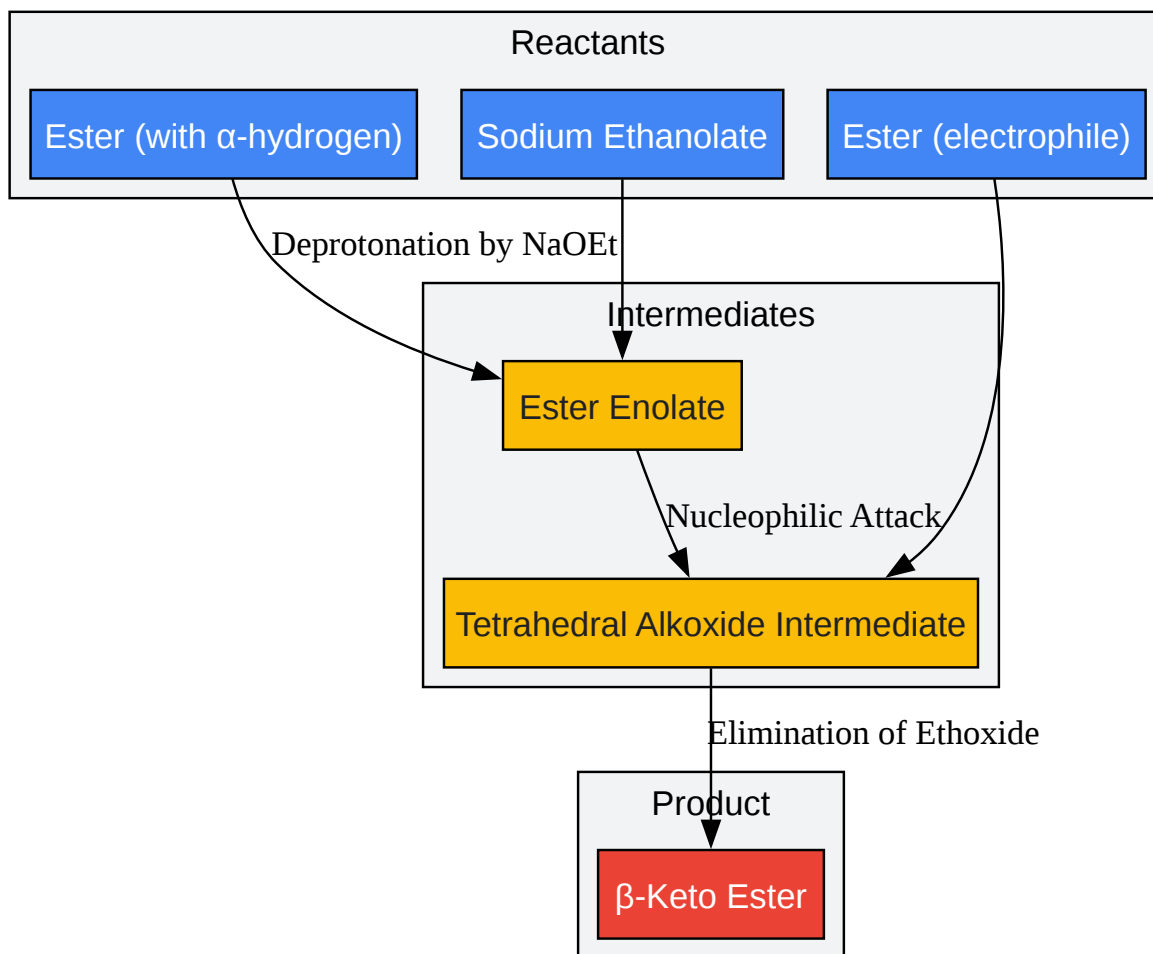 Reactants
Ester (with α-hydrogen)
Sodium Ethanolate
Ester (electrophile)
Deprotonation by NaOEt
Intermediates
Ester Enolate
Nucleophilic Attack
Tetrahedral Alkoxide Intermediate
Elimination of Ethoxide
Product
β-Keto Ester